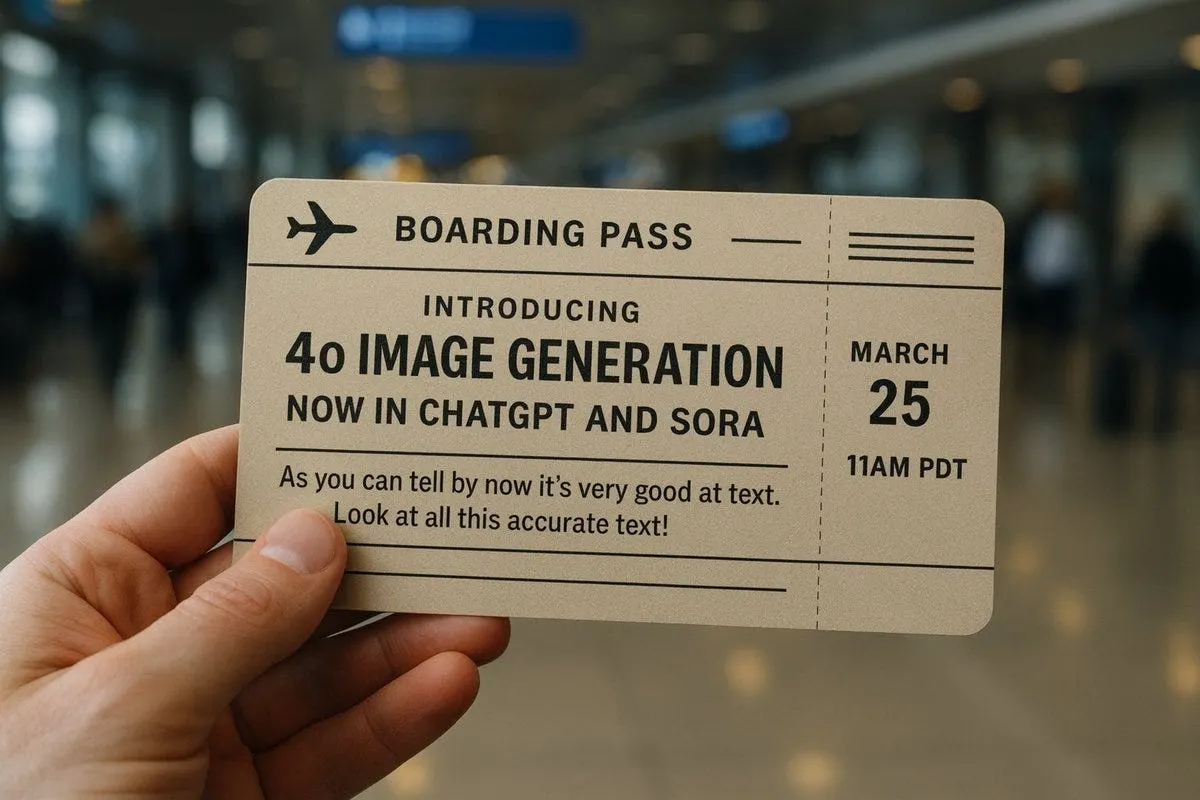 BOARDING PASS
INTRODUCING
4o IMAGE GENERATION
NOW IN CHATGPT AND SORA
As you can tell by now it's very good at text.
Look at all this accurate text!
MARCH
25
11AM PDT